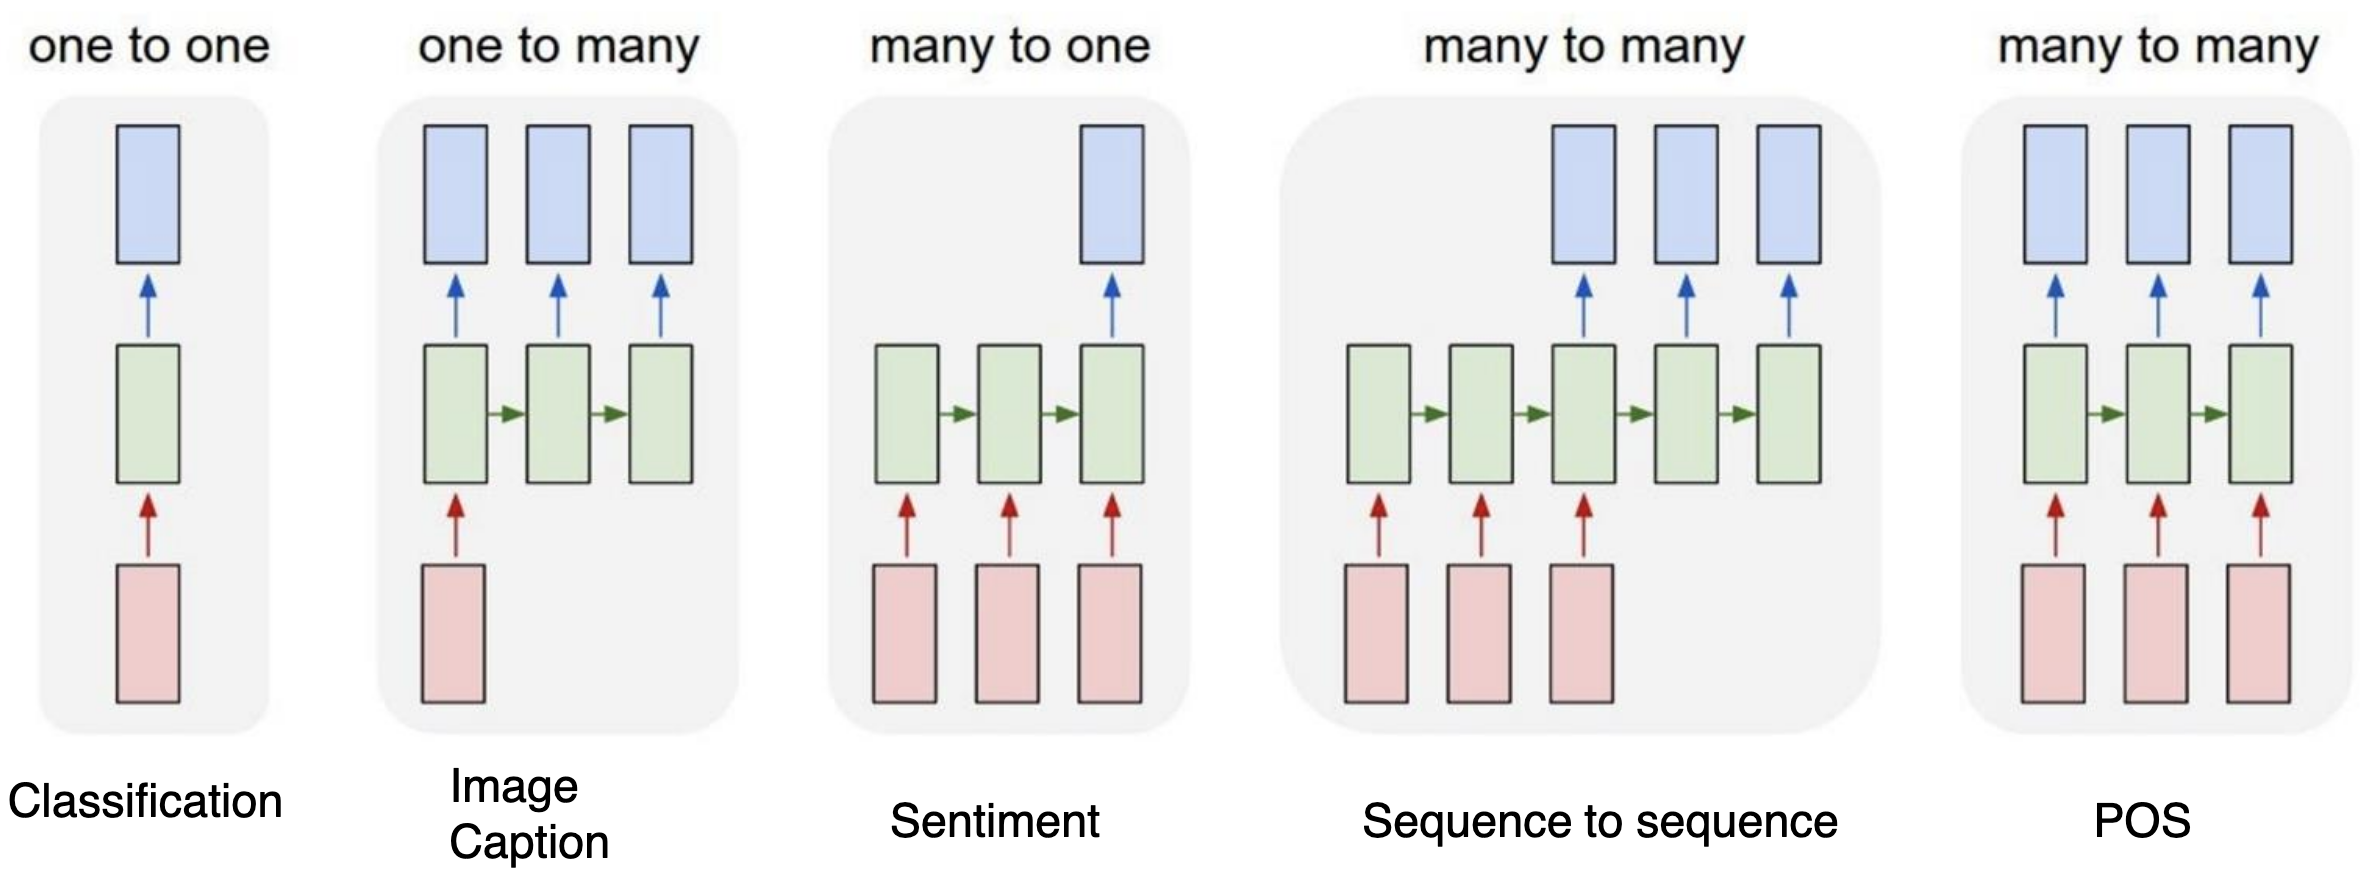 one to one
one to many
many to one
many to many
many to many
Classification
Image
Caption
Sentiment
Sequence to sequence
POS